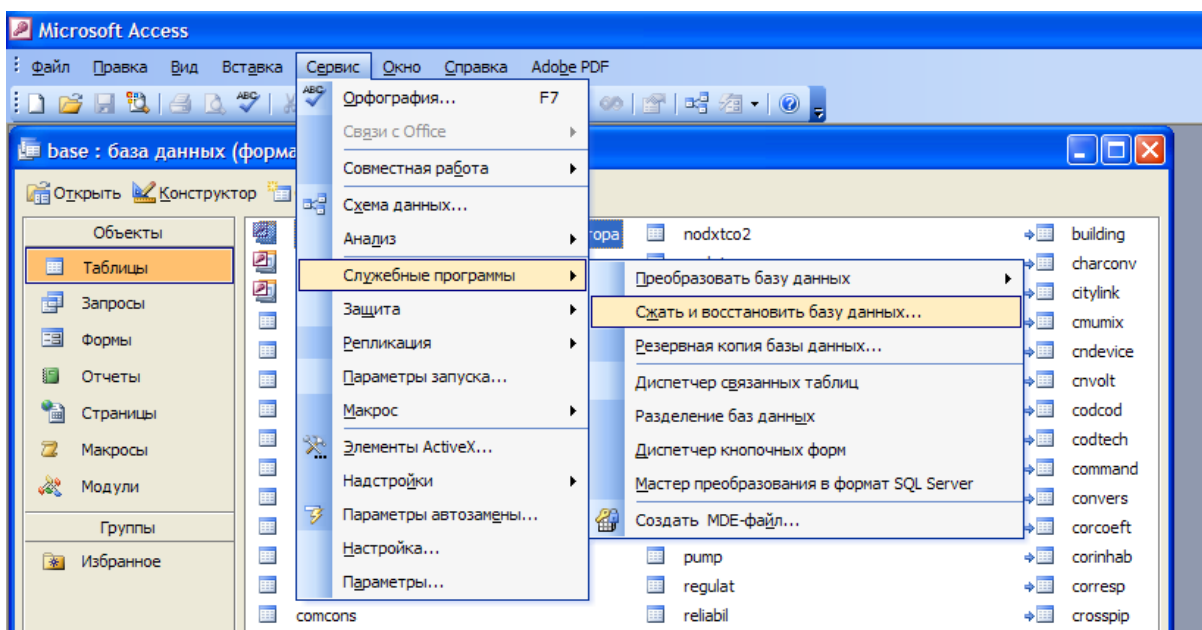 Microsoft Access
Файл Правка Вид Вставка Сервис Окно Справка Adobe PDF
base : база данных (форма
Открыть Конструктор
Объекты
Таблицы
Запросы
Формы
Отчеты
Страницы
Макросы
Модули
Группы
Избранное
Орфография... F7
Связи с Office
Совместная работа
Схема данных...
Анализ
Служебные программы
Защита
Репликация
Параметры запуска...
Макрос
Элементы ActiveX...
Надстройки
Параметры автозамены...
Настройка...
Параметры...
comcons
Преобразовать базу данных
Сжать и восстановить базу данных...
Резервная копия базы данных...
Диспетчер связанных таблиц
Разделение баз данных
Диспетчер кнопочных форм
Мастер преобразования в формат SQL Server
Создать MDE-файл...
тора
nodxtco2
pump
regulat
reliabil
building
charconv
citylink
cmumix
cndevice
cnvolt
codcod
codtech
command
convers
corcoeft
corinhab
corresp
crosspip